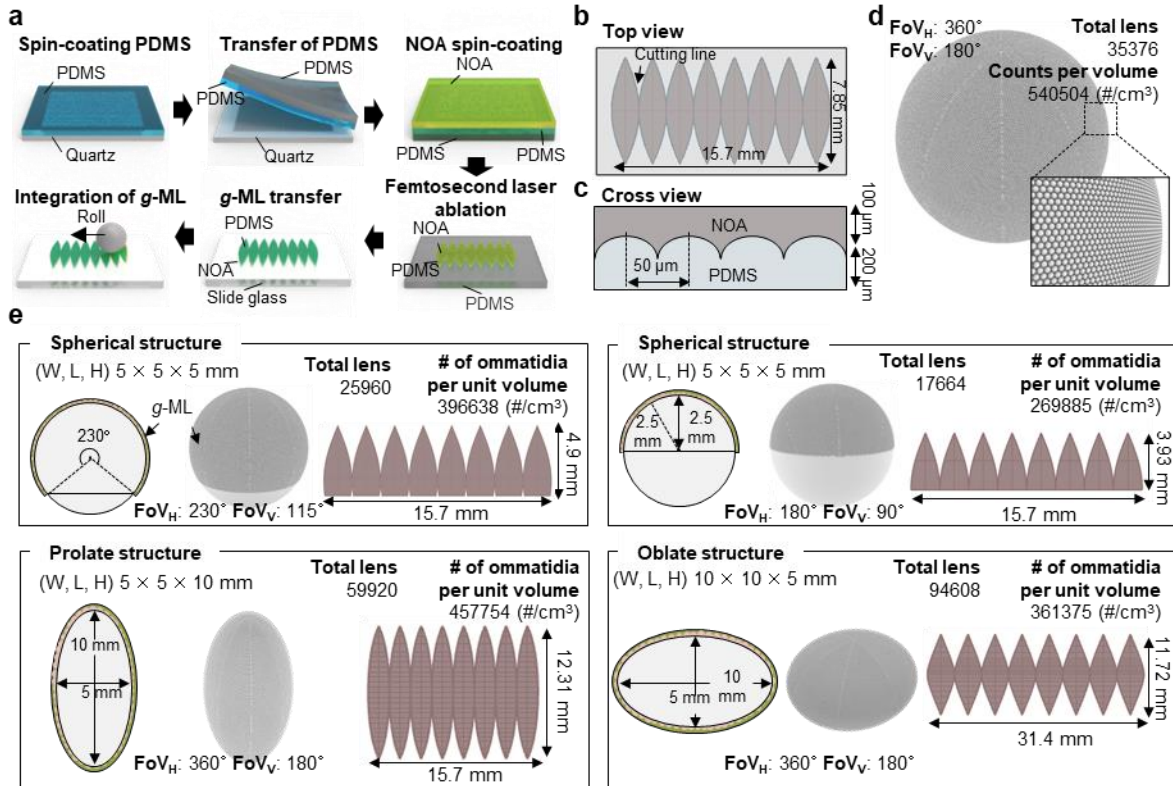 a
Spin-coating PDMS
PDMS
Quartz
Transfer of PDMS
PDMS
PDMS
Quartz
NOA spin-coating
NOA
PDMS
PDMS
Femtosecond laser
ablation
NOA
PDMS
PDMS
g-ML transfer
PDMS
NOA
Slide glass
Integration of g-ML
Roll
b
Top view
Cutting line
7.85 mm
15.7 mm
c
Cross view
NOA
50 μm
PDMS
100 μm
200 μm
d
FoVH: 360°
FoVV: 180°
Total lens
35376
Counts per volume
540504 (#/cm³)
e
Spherical structure
(W, L, H) 5 × 5 × 5 mm
g-ML
230°
Total lens
25960
# of ommatidia
per unit volume
396638 (#/cm³)
4.9 mm
15.7 mm
FoVH: 230° FoVV: 115°
Spherical structure
(W, L, H) 5 × 5 × 5 mm
2.5
mm
2.5
mm
Total lens
17664
# of ommatidia
per unit volume
269885 (#/cm³)
3.93 mm
15.7 mm
FoVH: 180° FoVV: 90°
Prolate structure
(W, L, H) 5 × 5 × 10 mm
10 mm
5 mm
Total lens
59920
# of ommatidia
per unit volume
457754 (#/cm³)
12.31 mm
15.7 mm
FoVH: 360° FoVV: 180°
Oblate structure
(W, L, H) 10 × 10 × 5 mm
5 mm
10
mm
Total lens
94608
# of ommatidia
per unit volume
361375 (#/cm³)
11.72 mm
31.4 mm
FoVH: 360° FoVV: 180°